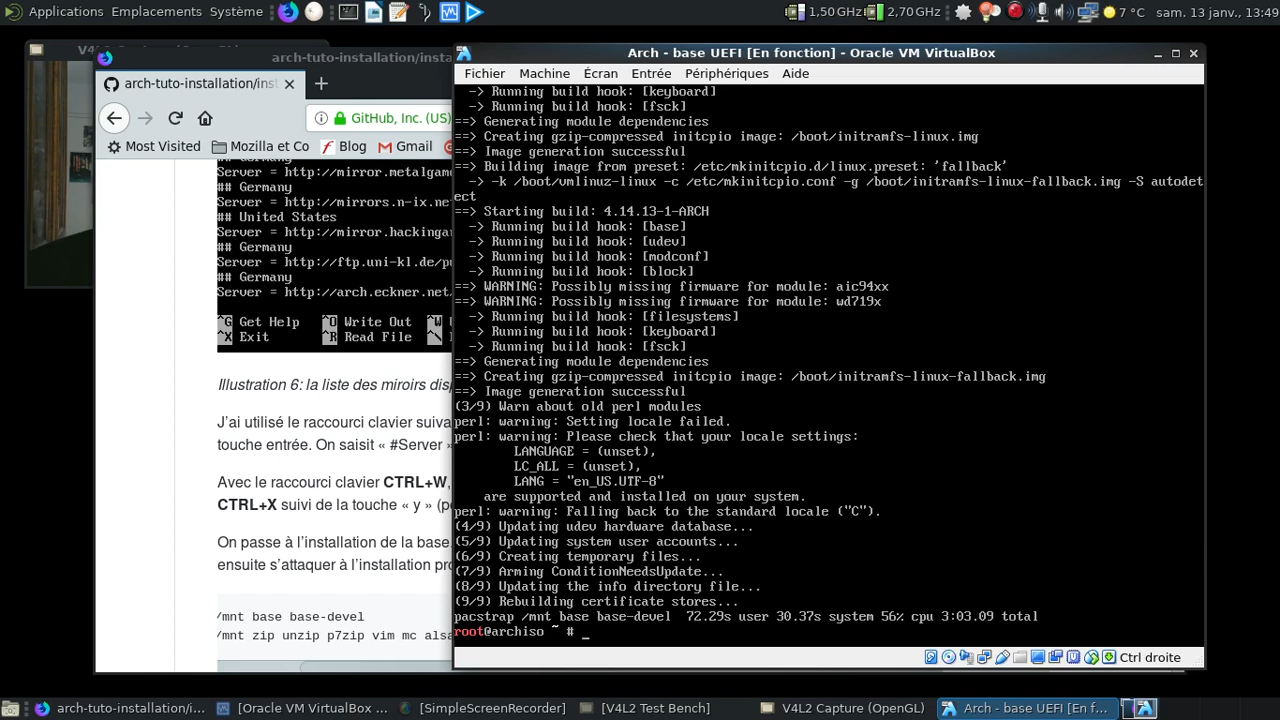 Applications Emplacements Système
1,50 GHz 2,70 GHz 7 °C sam. 13 janv., 13:49
V4L2 Capture (OpenGL)
arch-tuto-installation/insta
arch-tuto-installation/inst
GitHub, Inc. (US)
Most Visited Mozilla et Co Blog Gmail
## Germany
Server = http://mirror.metalgam
## Germany
Server = http://mirrors.n-ix.ne
## United States
Server = http://mirror.hackinga
## Germany
Server = http://ftp.uni-kl.de/p
## Germany
Server = http://arch.eckner.net
^G Get Help ^O Write Out ^W
^X Exit ^R Read File ^\
Illustration 6: la liste des miroirs dis
J'ai utilisé le raccourci clavier suiva
touche entrée. On saisit « #Server »
Avec le raccourci clavier CTRL+W,
CTRL+X suivi de la touche « y » (p
On passe à l'installation de la base.
ensuite s'attaquer à l'installation pr
/mnt base base-devel
/mnt zip unzip p7zip vim mc alsa
Arch - base UEFI [En fonction] - Oracle VM VirtualBox
Fichier Machine Écran Entrée Périphériques Aide
-> Running build hook: [keyboard]
-> Running build hook: [fsck]
==> Generating module dependencies
==> Creating gzip-compressed initcpio image: /boot/initramfs-linux.img
==> Image generation successful
==> Building image from preset: /etc/mkinitcpio.d/linux.preset: 'fallback'
-> -k /boot/vmlinuz-linux -c /etc/mkinitcpio.conf -g /boot/initramfs-linux-fallback.img -S autodet
ect
==> Starting build: 4.14.13-1-ARCH
-> Running build hook: [base]
-> Running build hook: [udev]
-> Running build hook: [modconf]
-> Running build hook: [block]
==> WARNING: Possibly missing firmware for module: aic94xx
==> WARNING: Possibly missing firmware for module: wd719x
-> Running build hook: [filesystems]
-> Running build hook: [keyboard]
-> Running build hook: [fsck]
==> Generating module dependencies
==> Creating gzip-compressed initcpio image: /boot/initramfs-linux-fallback.img
==> Image generation successful
(3/9) Warn about old perl modules
perl: warning: Setting locale failed.
perl: warning: Please check that your locale settings:
LANGUAGE = (unset),
LC_ALL = (unset),
LANG = "en_US.UTF-8"
are supported and installed on your system.
perl: warning: Falling back to the standard locale ("C").
(4/9) Updating udev hardware database...
(5/9) Updating system user accounts...
(6/9) Creating temporary files...
(7/9) Arming ConditionNeedsUpdate...
(8/9) Updating the info directory file...
(9/9) Rebuilding certificate stores...
pacstrap /mnt base base-devel 72.29s user 30.37s system 56% cpu 3:03.09 total
root@archiso ~ # _
Ctrl droite
arch-tuto-installation/i... [Oracle VM VirtualBox ... [SimpleScreenRecorder] [V4L2 Test Bench] V4L2 Capture (OpenGL) Arch - base UEFI [En f...